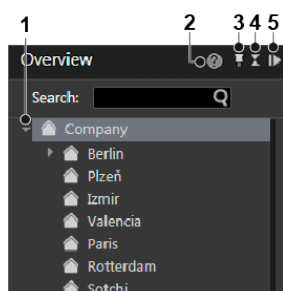 2 3 4 5
Overview
Search:
1
Company
Berlin
Plzeň
Izmir
Valencia
Paris
Rotterdam
Sotchi